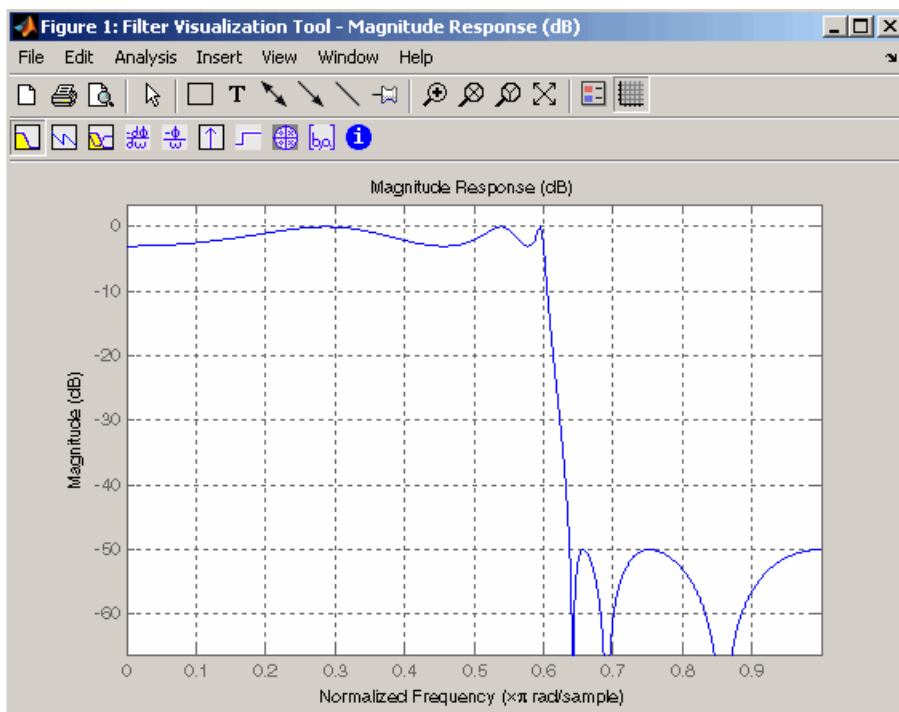 Figure 1: Filter Visualization Tool - Magnitude Response (dB)
File Edit Analysis Insert View Window Help
T
-dφ
dω
-φ
ω
[b,a]
i
Magnitude Response (dB)
0
-10
-20
-30
-40
-50
-60
Magnitude (dB)
0 0.1 0.2 0.3 0.4 0.5 0.6 0.7 0.8 0.9
Normalized Frequency (×π rad/sample)